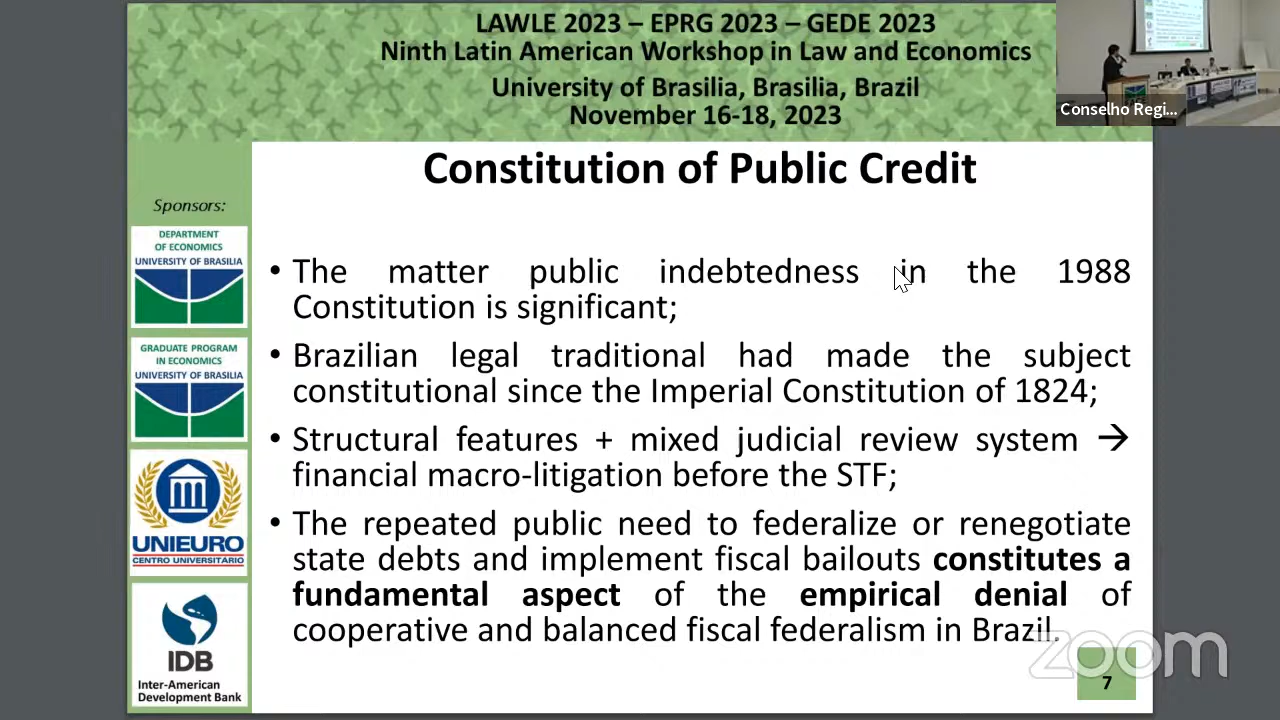 LAWLE 2023 – EPRG 2023 – GEDE 2023
Ninth Latin American Workshop in Law and Economics
University of Brasilia, Brasilia, Brazil
November 16-18, 2023
Conselho Regi...
Constitution of Public Credit
Sponsors:
DEPARTMENT
OF ECONOMICS
UNIVERSITY OF BRASILIA
GRADUATE PROGRAM
IN ECONOMICS
UNIVERSITY OF BRASILIA
UNIEURO
CENTRO UNIVERSITÁRIO
IDB
Inter-American
Development Bank
• The matter public indebtedness in the 1988
Constitution is significant;
• Brazilian legal traditional had made the subject
constitutional since the Imperial Constitution of 1824;
• Structural features + mixed judicial review system →
financial macro-litigation before the STF;
• The repeated public need to federalize or renegotiate
state debts and implement fiscal bailouts constitutes a
fundamental aspect of the empirical denial of
cooperative and balanced fiscal federalism in Brazil.
zoom
7